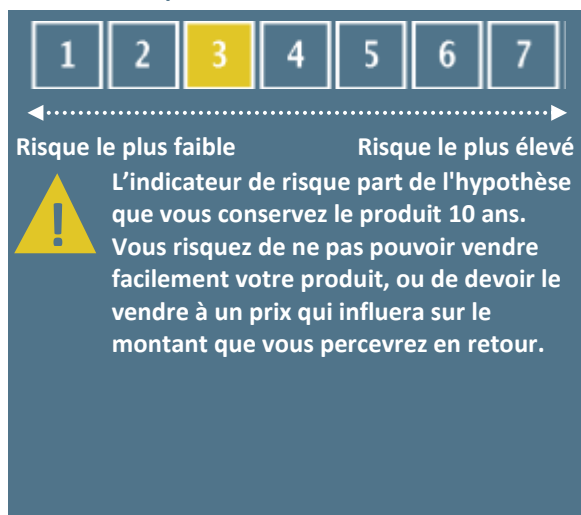 1 2 3 4 5 6 7
Risque le plus faible Risque le plus élevé
L’indicateur de risque part de l'hypothèse
que vous conservez le produit 10 ans.
Vous risquez de ne pas pouvoir vendre
facilement votre produit, ou de devoir le
vendre à un prix qui influera sur le
montant que vous percevrez en retour.